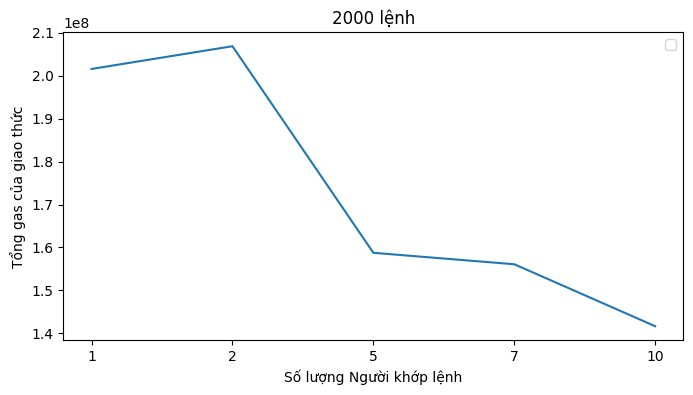 2000 lệnh
1e8
2.1
2.0
1.9
1.8
1.7
1.6
1.5
1.4
Tổng gas của giao thức
1 2 5 7 10
Số lượng Người khớp lệnh